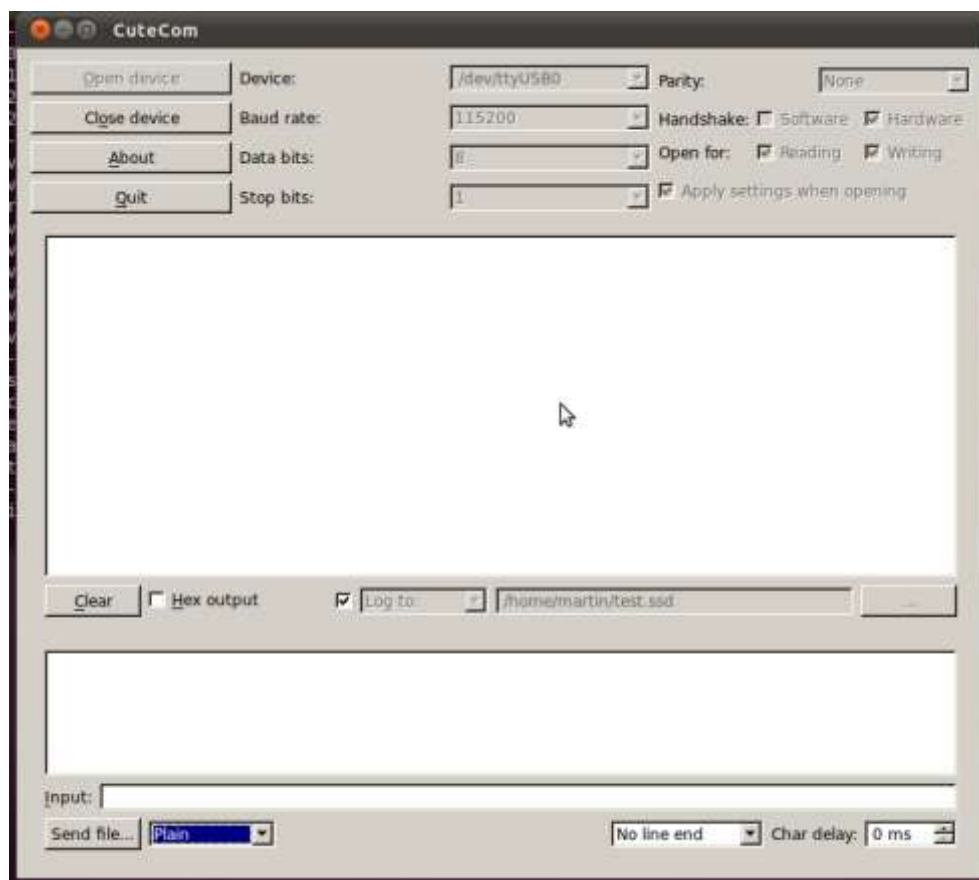 CuteCom
Open device Device: /dev/ttyUSB0 Parity: None
Close device Baud rate: 115200 Handshake: Software Hardware
About Data bits: 8 Open for: Reading Writing
Quit Stop bits: 1 Apply settings when opening
Clear Hex output Log to: /home/martin/test.ssd ...
Input:
Send file... Plain No line end Char delay: 0 ms